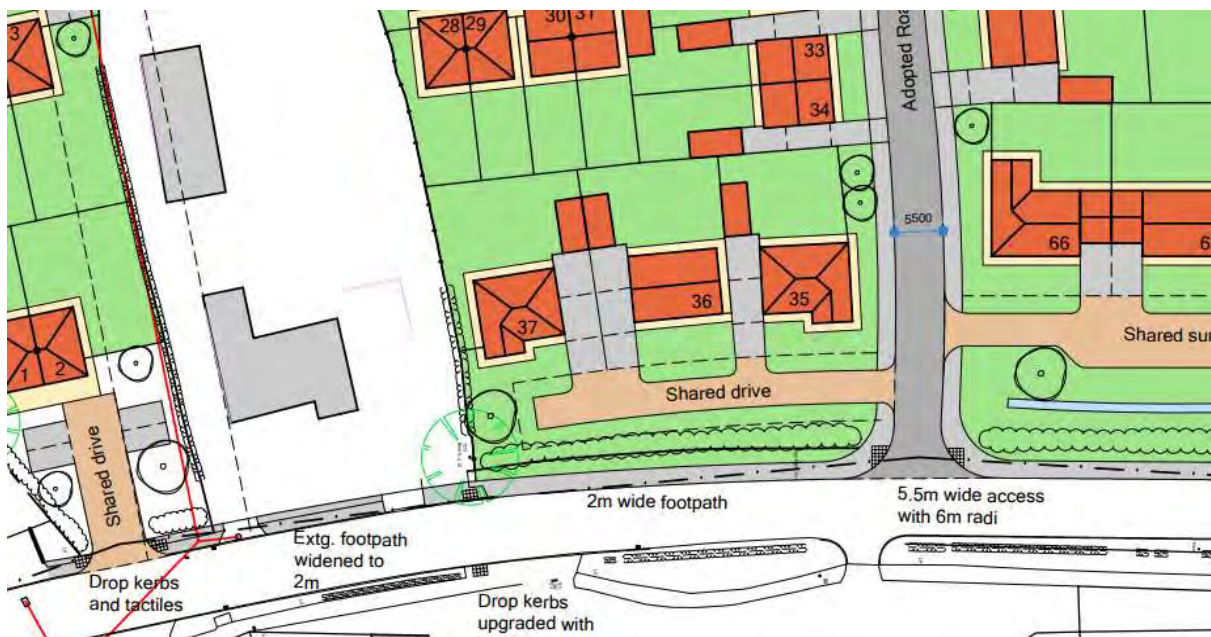 3
28 29
30 31
33
34
Adopted Roa
5500
66
6
37
36
35
1 2
Shared drive
Shared drive
Shared sur
2m wide footpath
5.5m wide access
with 6m radi
Extg. footpath
widened to
2m
Drop kerbs
and tactiles
Drop kerbs
upgraded with